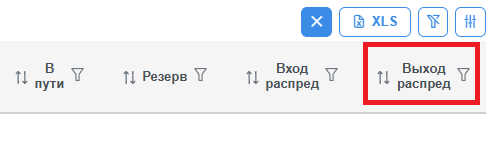 XLS
В
пути
Резерв
Вход
распред
Выход
распред